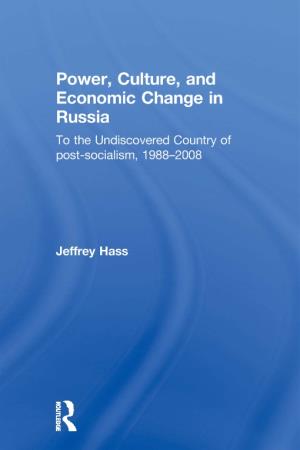 Power, Culture, and
Economic Change in
Russia
To the Undiscovered Country of
post-socialism, 1988–2008
Jeffrey Hass
ROUTLEDGE